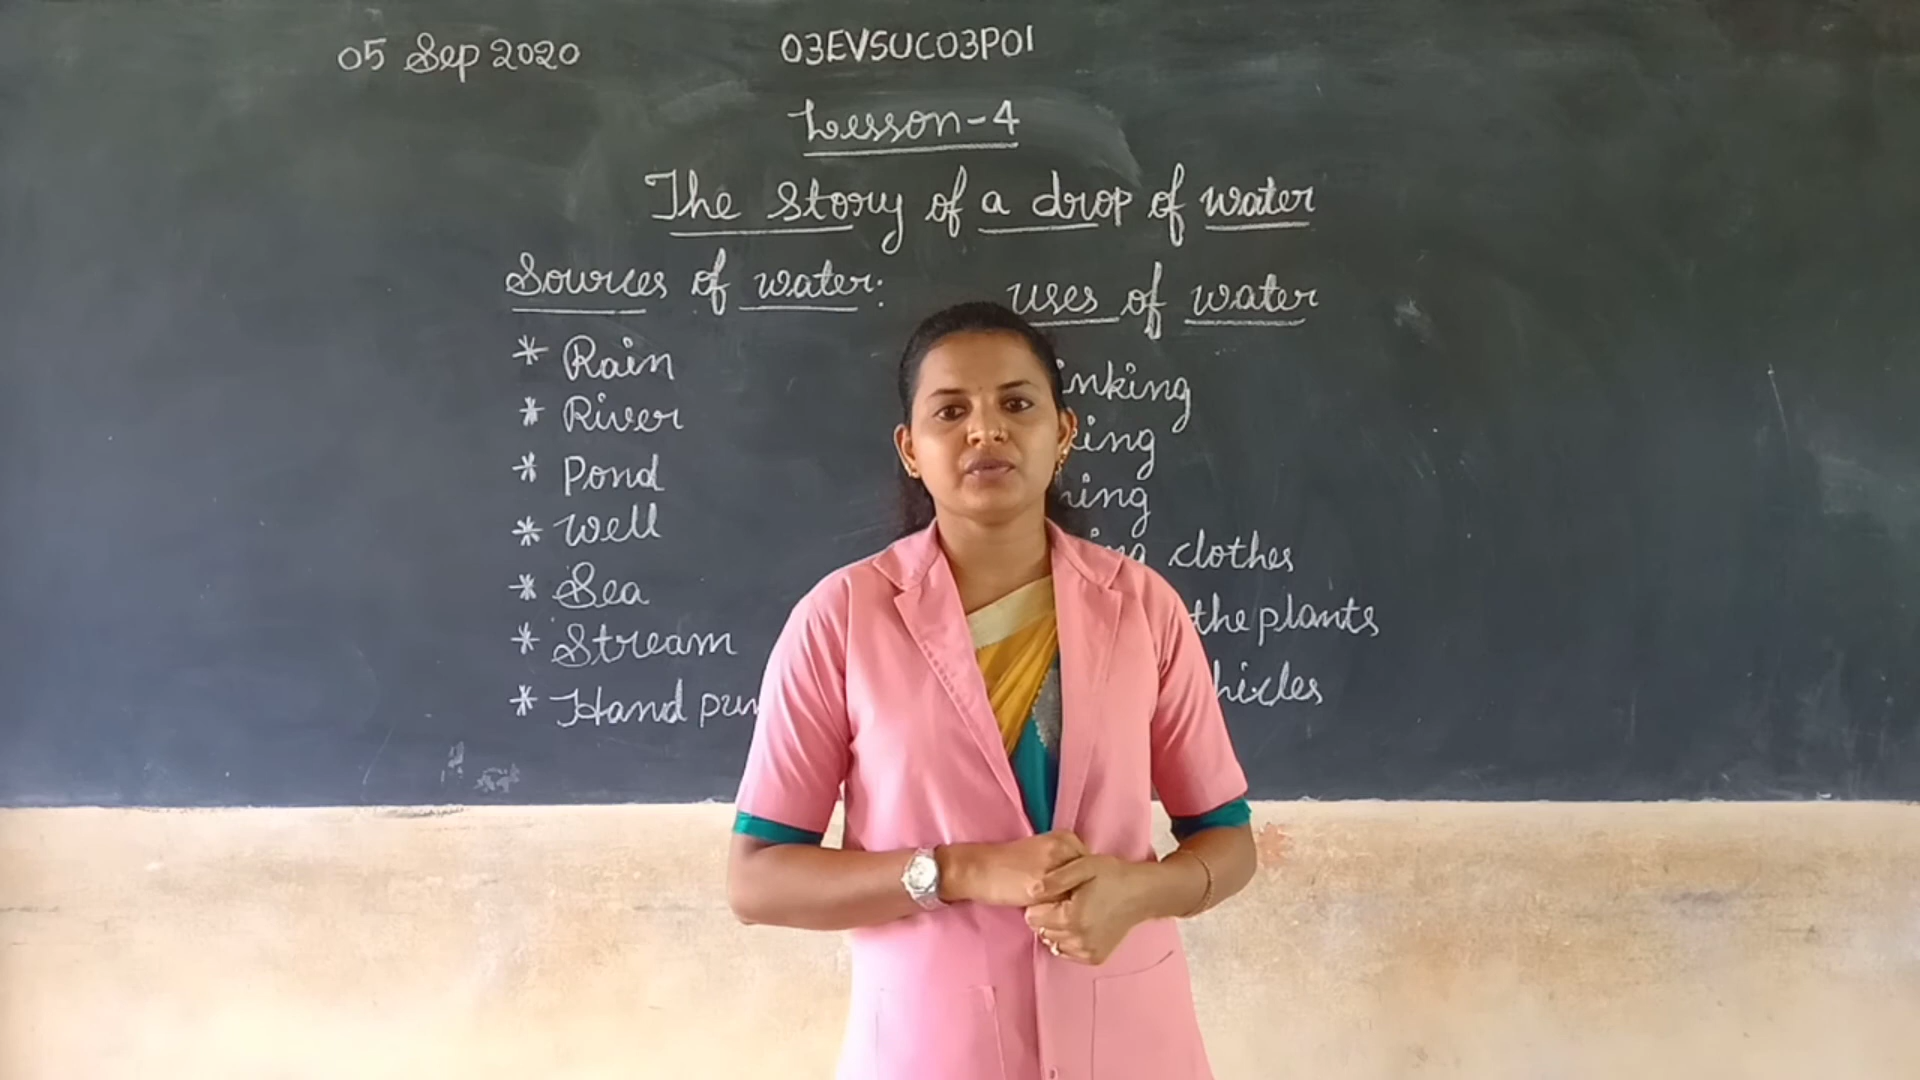 05 Sep 2020
03EVSUC03P01
Lesson-4
The story of a drop of water
Sources of water:
* Rain
* River
* Pond
* Well
* Sea
* Stream
* Hand
uses of water
clothes
the plants